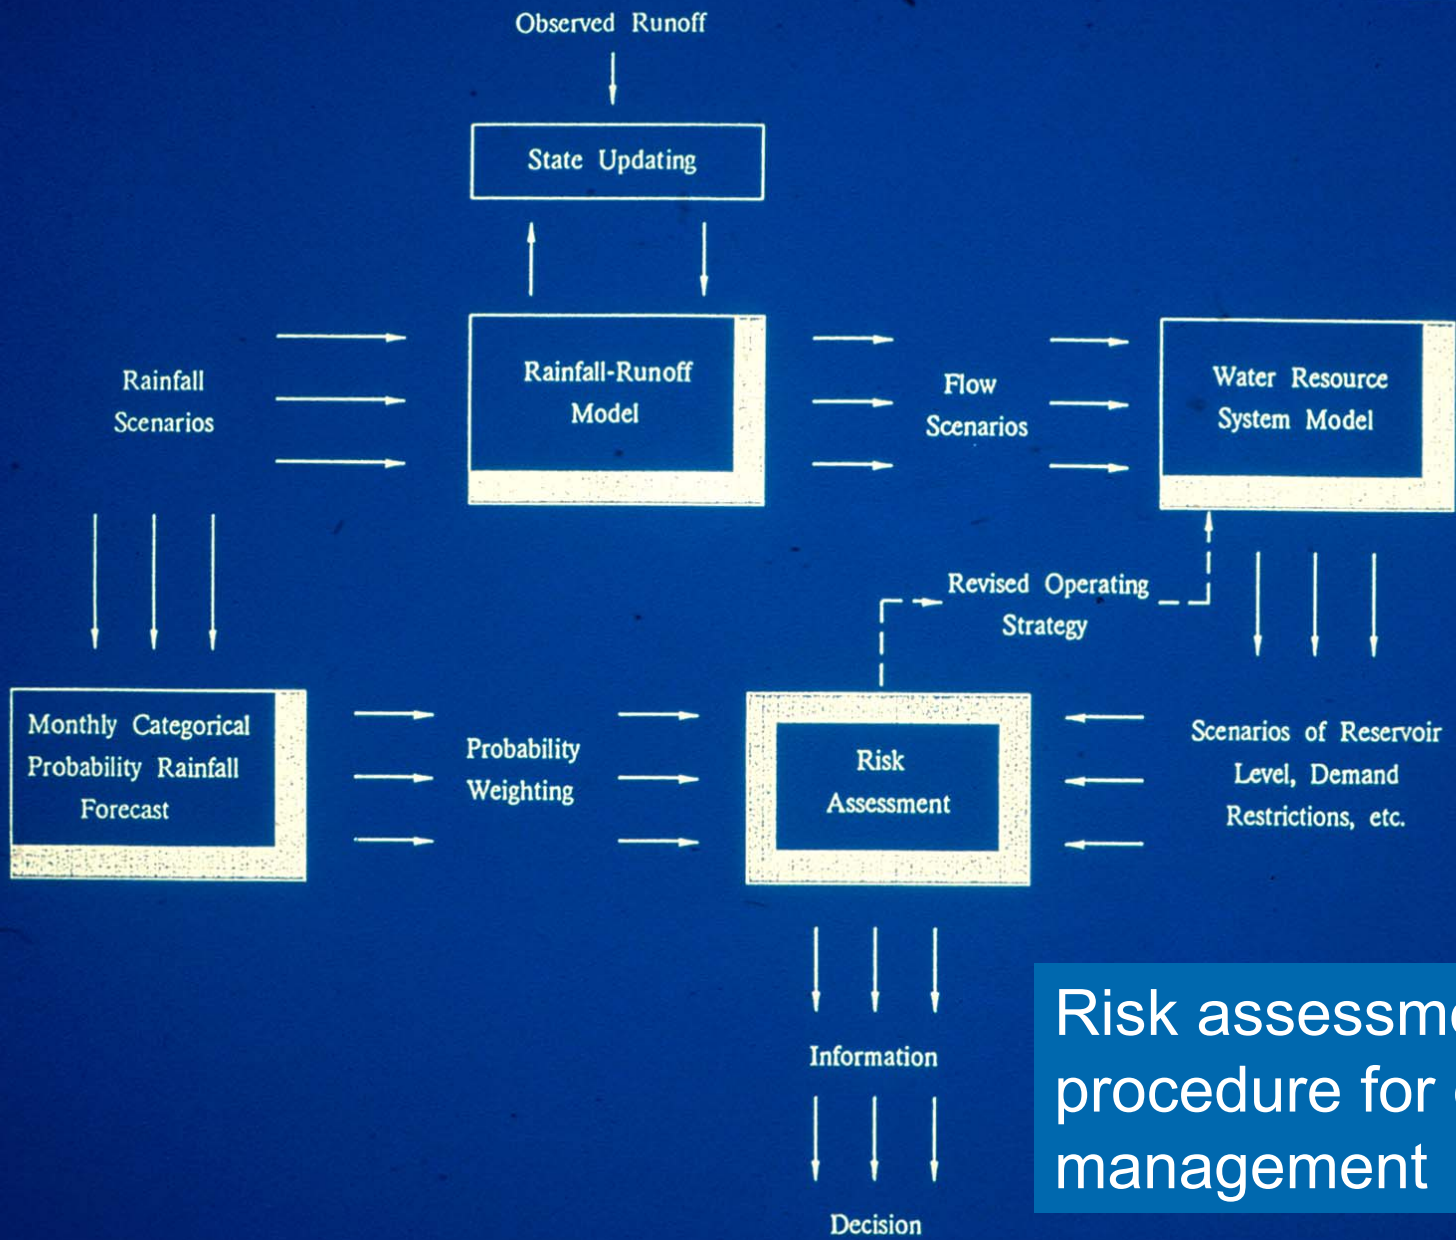 Observed Runoff
State Updating
Rainfall
Scenarios
Rainfall-Runoff
Model
Flow
Scenarios
Water Resource
System Model
Revised Operating
Strategy
Monthly Categorical
Probability Rainfall
Forecast
Probability
Weighting
Risk
Assessment
Scenarios of Reservoir
Level, Demand
Restrictions, etc.
Information
Decision
Risk
procedure for
management